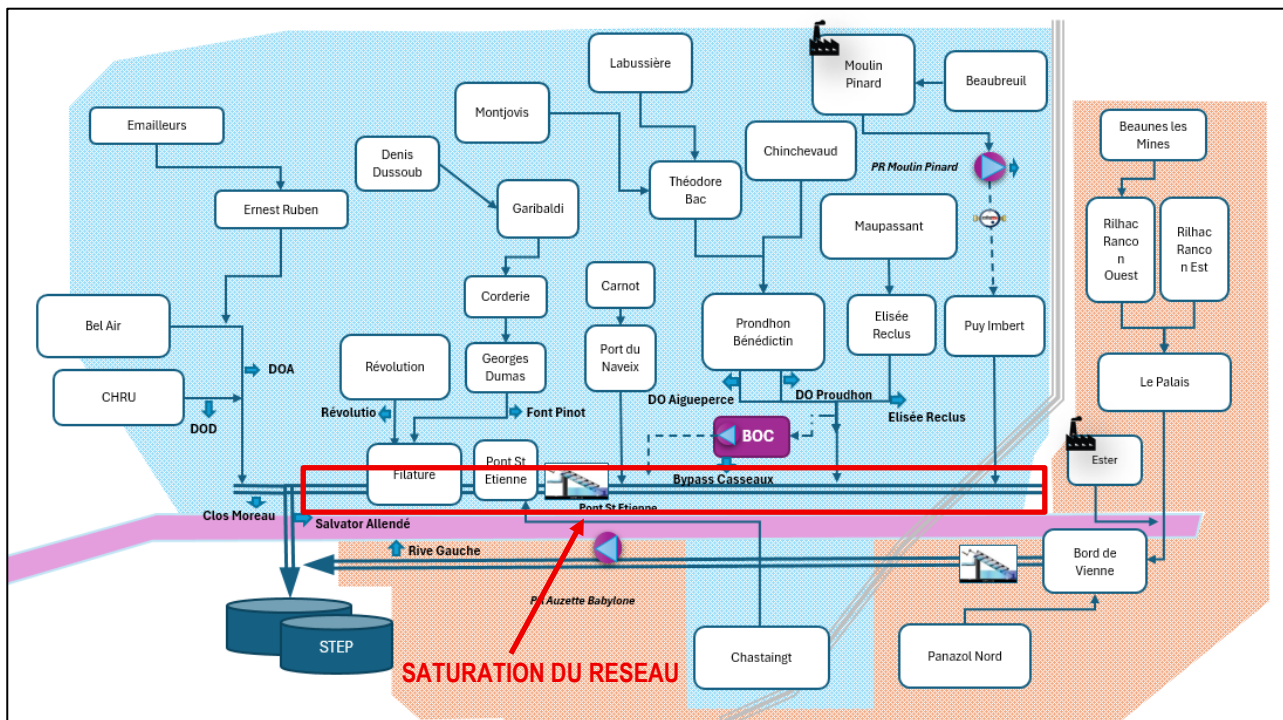 Labussière
Moulin
Pinard
Beaubreuil
Montjovis
Emailleurs
Beaunes les
Mines
Denis
Dussoub
Chinchevaud
PR Moulin Pinard
Théodore
Bac
Garibaldi
Ernest Ruben
Maupassant
Rilhac
Ranco
n
Ouest
Rilhac
Ranco
n Est
Carnot
Corderie
Bel Air
Prondhon
Bénédictin
Elisée
Reclus
Puy Imbert
Port du
Naveix
Révolution
Georges
Dumas
DOA
Le Palais
CHRU
DO Aigueperce
DO Proudhon
Révolutio
Font Pinot
Elisée Reclus
DOD
BOC
Ester
Filature
Pont St
Etienne
Bypass Casseaux
Pont St Etienne
Clos Moreau
Salvator Allendé
Rive Gauche
Bord de
Vienne
PR Auzette Babylone
STEP
SATURATION DU RESEAU
Chastaingt
Panazol Nord